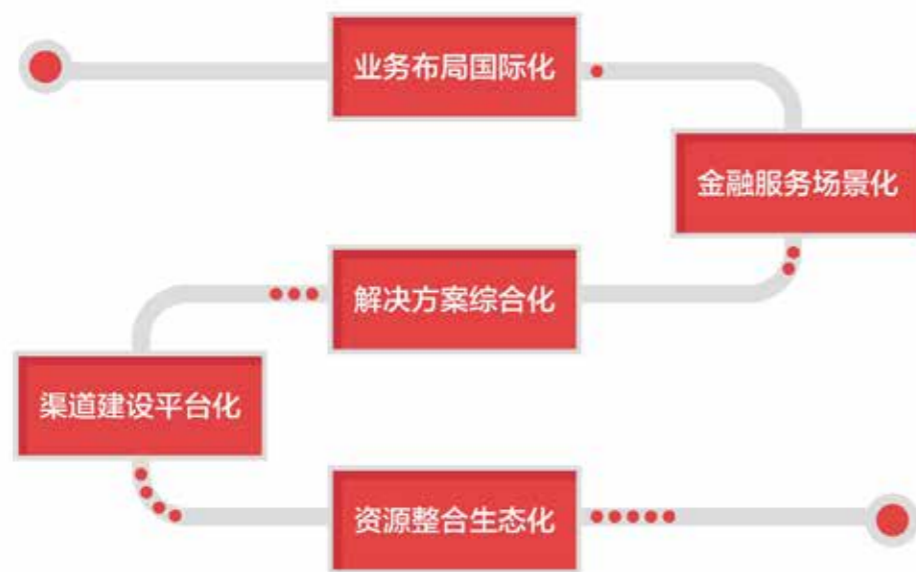 业务布局国际化
金融服务场景化
解决方案综合化
渠道建设平台化
资源整合生态化